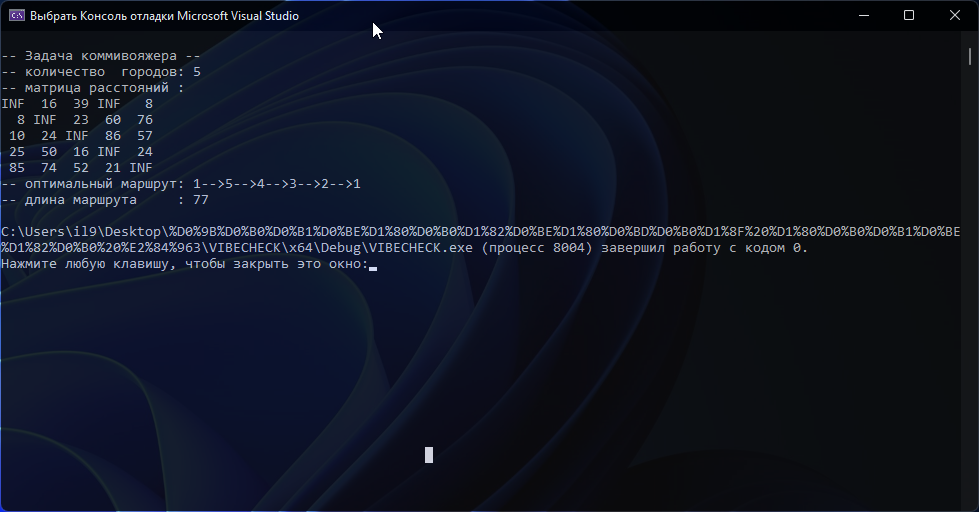 Выбрать Консоль отладки Microsoft Visual Studio
-- Задача коммивояжера --
-- количество  городов: 5
-- матрица расстояний :
INF  16  39 INF   8
  8 INF  23  60  76
 10  24 INF  86  57
 25  50  16 INF  24
 85  74  52  21 INF
-- оптимальный маршрут: 1-->5-->4-->3-->2-->1
-- длина маршрута     : 77
C:\Users\il9\Desktop\%D0%9B%D0%B0%D0%B1%D0%BE%D1%80%D0%B0%D1%82%D0%BE%D1%80%D0%BD%D0%B0%D1%8F%20%D1%80%D0%B0%D0%B1%D0%BE
%D1%82%D0%B0%20%E2%84%963\VIBECHECK\x64\Debug\VIBECHECK.exe (процесс 8004) завершил работу с кодом 0.
Нажмите любую клавишу, чтобы закрыть это окно: